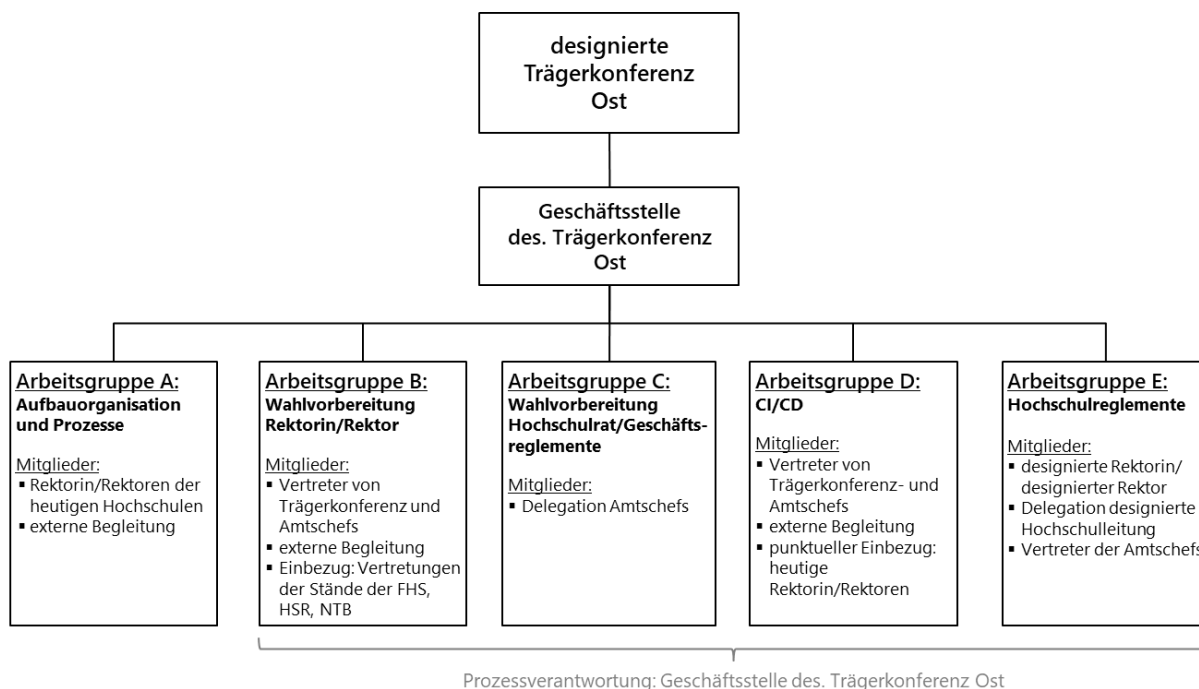 designierte
Trägerkonferenz
Ost
Geschäftsstelle
des. Trägerkonferenz
Ost
Arbeitsgruppe A:
Aufbauorganisation
und Prozesse
Mitglieder:
▪ Rektorin/Rektoren der
heutigen Hochschulen
▪ externe Begleitung
Arbeitsgruppe B:
Wahlvorbereitung
Rektorin/Rektor
Mitglieder:
▪ Vertreter von
Trägerkonferenz und
Amtschefs
▪ externe Begleitung
▪ Einbezug: Vertretungen
der Stände der FHS,
HSR, NTB
Arbeitsgruppe C:
Wahlvorbereitung
Hochschulrat/Geschäfts-
reglemente
Mitglieder:
▪ Delegation Amtschefs
Arbeitsgruppe D:
CI/CD
Mitglieder:
▪ Vertreter von
Trägerkonferenz- und
Amtschefs
▪ externe Begleitung
▪ punktueller Einbezug:
heutige
Rektorin/Rektoren
Arbeitsgruppe E:
Hochschulreglemente
Mitglieder:
▪ designierte Rektorin/
designierter Rektor
▪ Delegation designierte
Hochschulleitung
▪ Vertreter der Amtschefs
Prozessverantwortung: Geschäftsstelle des. Trägerkonferenz Ost